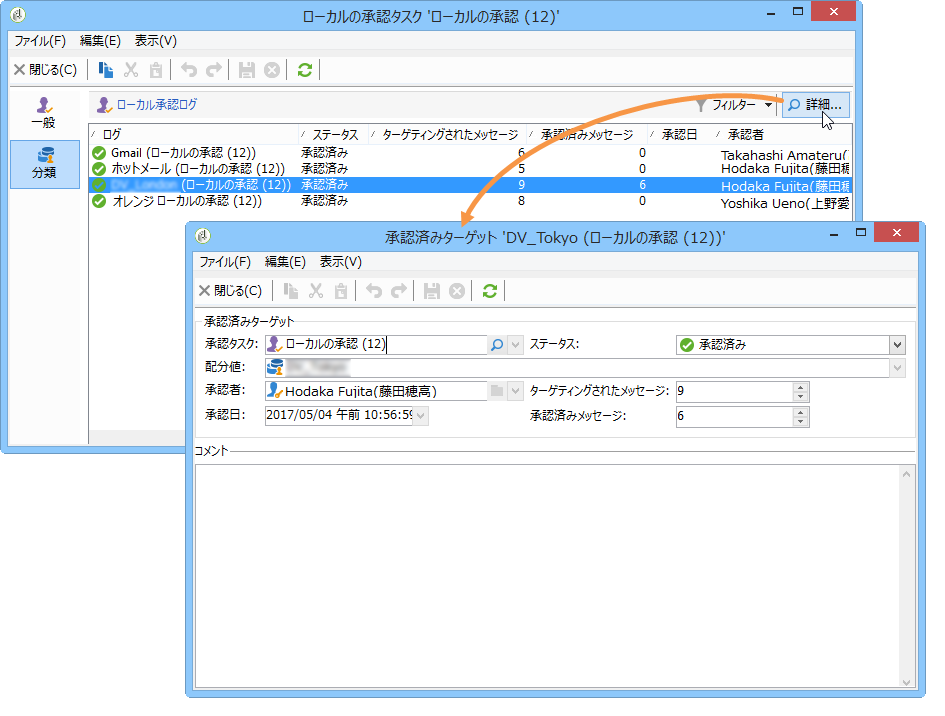 ローカルの承認タスク 'ローカルの承認 (12)'
ファイル(F) 編集(E) 表示(V)
閉じる(C)
一般
分類
ローカル承認ログ
フィルター
詳細...
ログ ステータス ターゲティングされたメッセージ 承認済みメッセージ 承認日 承認者
Gmail (ローカルの承認 (12)) 承認済み 6 0 Takahashi Amateru(
ホットメール (ローカルの承認 (12)) 承認済み 5 0 Hodaka Fujita(藤田穂
(ローカルの承認 (12)) 承認済み 9 6 Hodaka Fujita(藤田穂
オレンジ ローカルの承認 (12)) 承認済み 8 0 Yoshika Ueno(上野愛
承認済みターゲット 'DV_Tokyo (ローカルの承認 (12))'
ファイル(F) 編集(E) 表示(V)
閉じる(C)
承認済みターゲット
承認タスク: ローカルの承認 (12) ステータス: 承認済み
配分値:
承認者: Hodaka Fujita(藤田穂高) ターゲティングされたメッセージ: 9
承認日: 2017/05/04 午前 10:56:59 承認済みメッセージ: 6
コメント